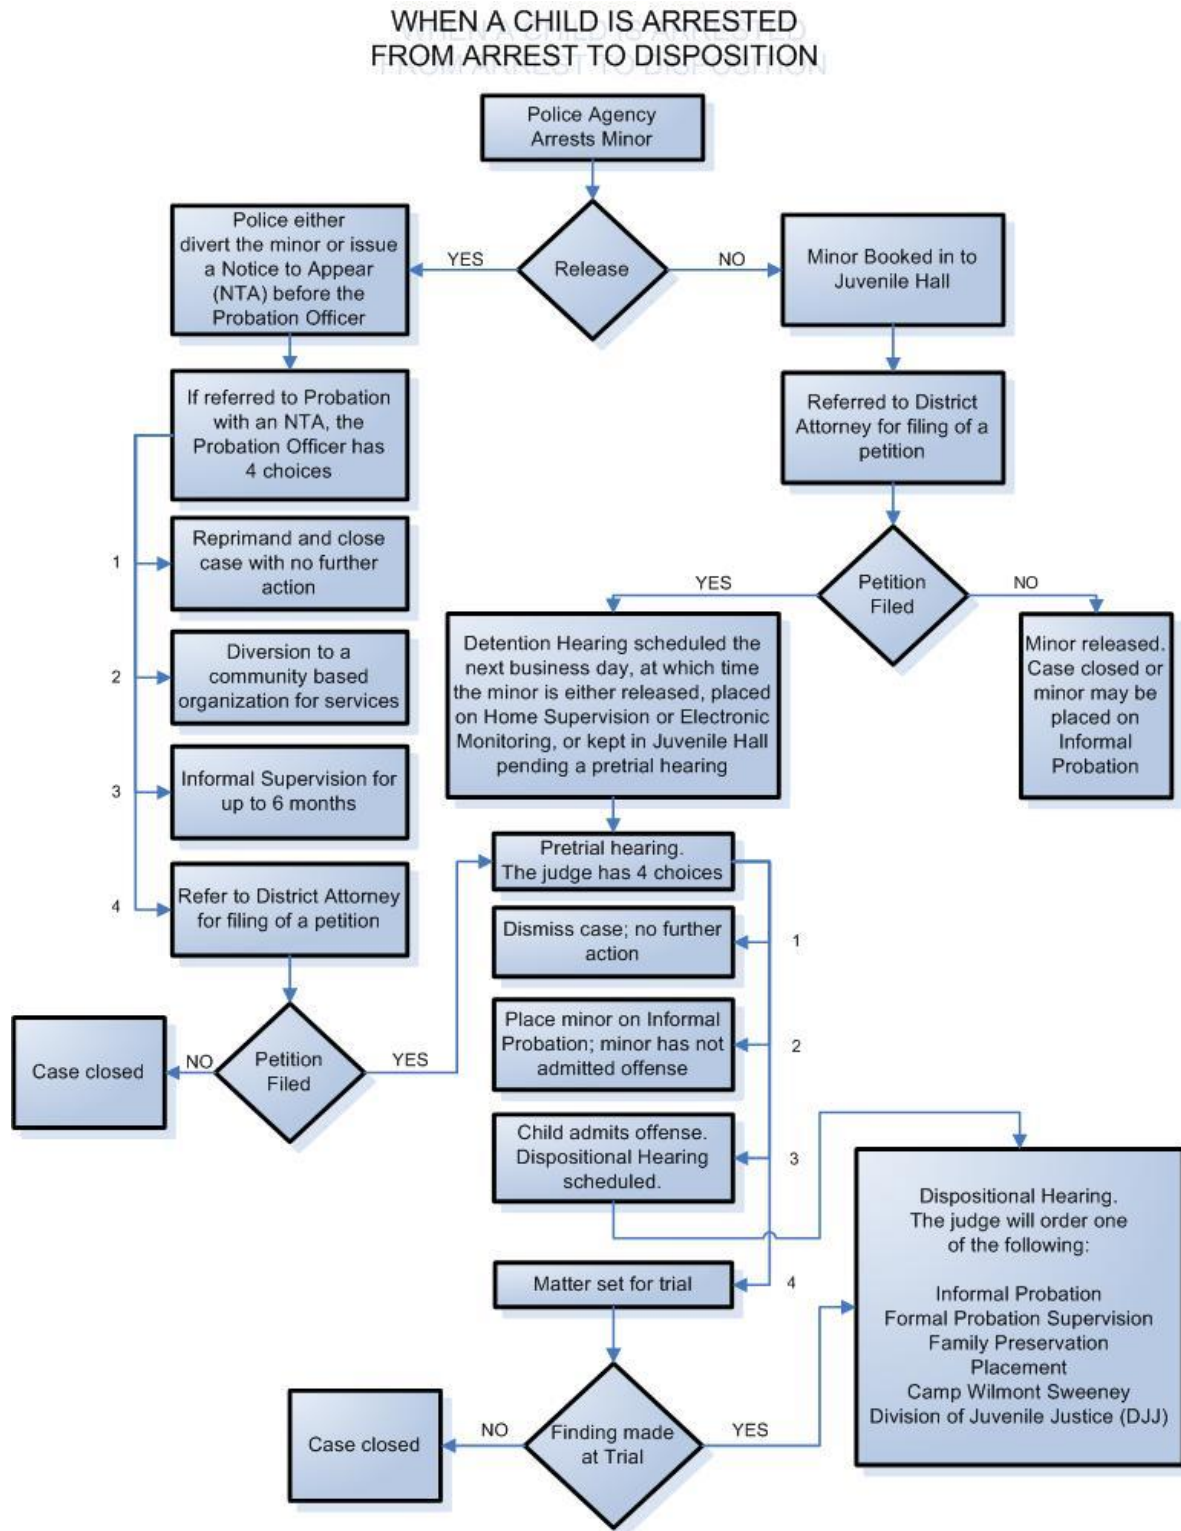 WHEN A CHILD IS ARRESTED
FROM ARREST TO DISPOSITION
Police Agency
Arrests Minor
Release
YES
NO
Police either
divert the minor or issue
a Notice to Appear
(NTA) before the
Probation Officer
Minor Booked in to
Juvenile Hall
If referred to Probation
with an NTA, the
Probation Officer has
4 choices
Referred to District
Attorney for filing of a
petition
1
Reprimand and close
case with no further
action
2
Diversion to a
community based
organization for services
3
Informal Supervision for
up to 6 months
4
Refer to District Attorney
for filing of a petition
Petition
Filed
NO
YES
Case closed
Petition
Filed
YES
NO
Detention Hearing scheduled the
next business day, at which time
the minor is either released, placed
on Home Supervision or Electronic
Monitoring, or kept in Juvenile Hall
pending a pretrial hearing
Minor released.
Case closed or
minor may be
placed on
Informal
Probation
Pretrial hearing.
The judge has 4 choices
Dismiss case; no further
action
1
Place minor on Informal
Probation; minor has not
admitted offense
2
Child admits offense.
Dispositional Hearing
scheduled.
3
Matter set for trial
4
Finding made
at Trial
NO
YES
Case closed
Dispositional Hearing.
The judge will order one
of the following:
Informal Probation
Formal Probation Supervision
Family Preservation
Placement
Camp Wilmont Sweeney
Division of Juvenile Justice (DJJ)